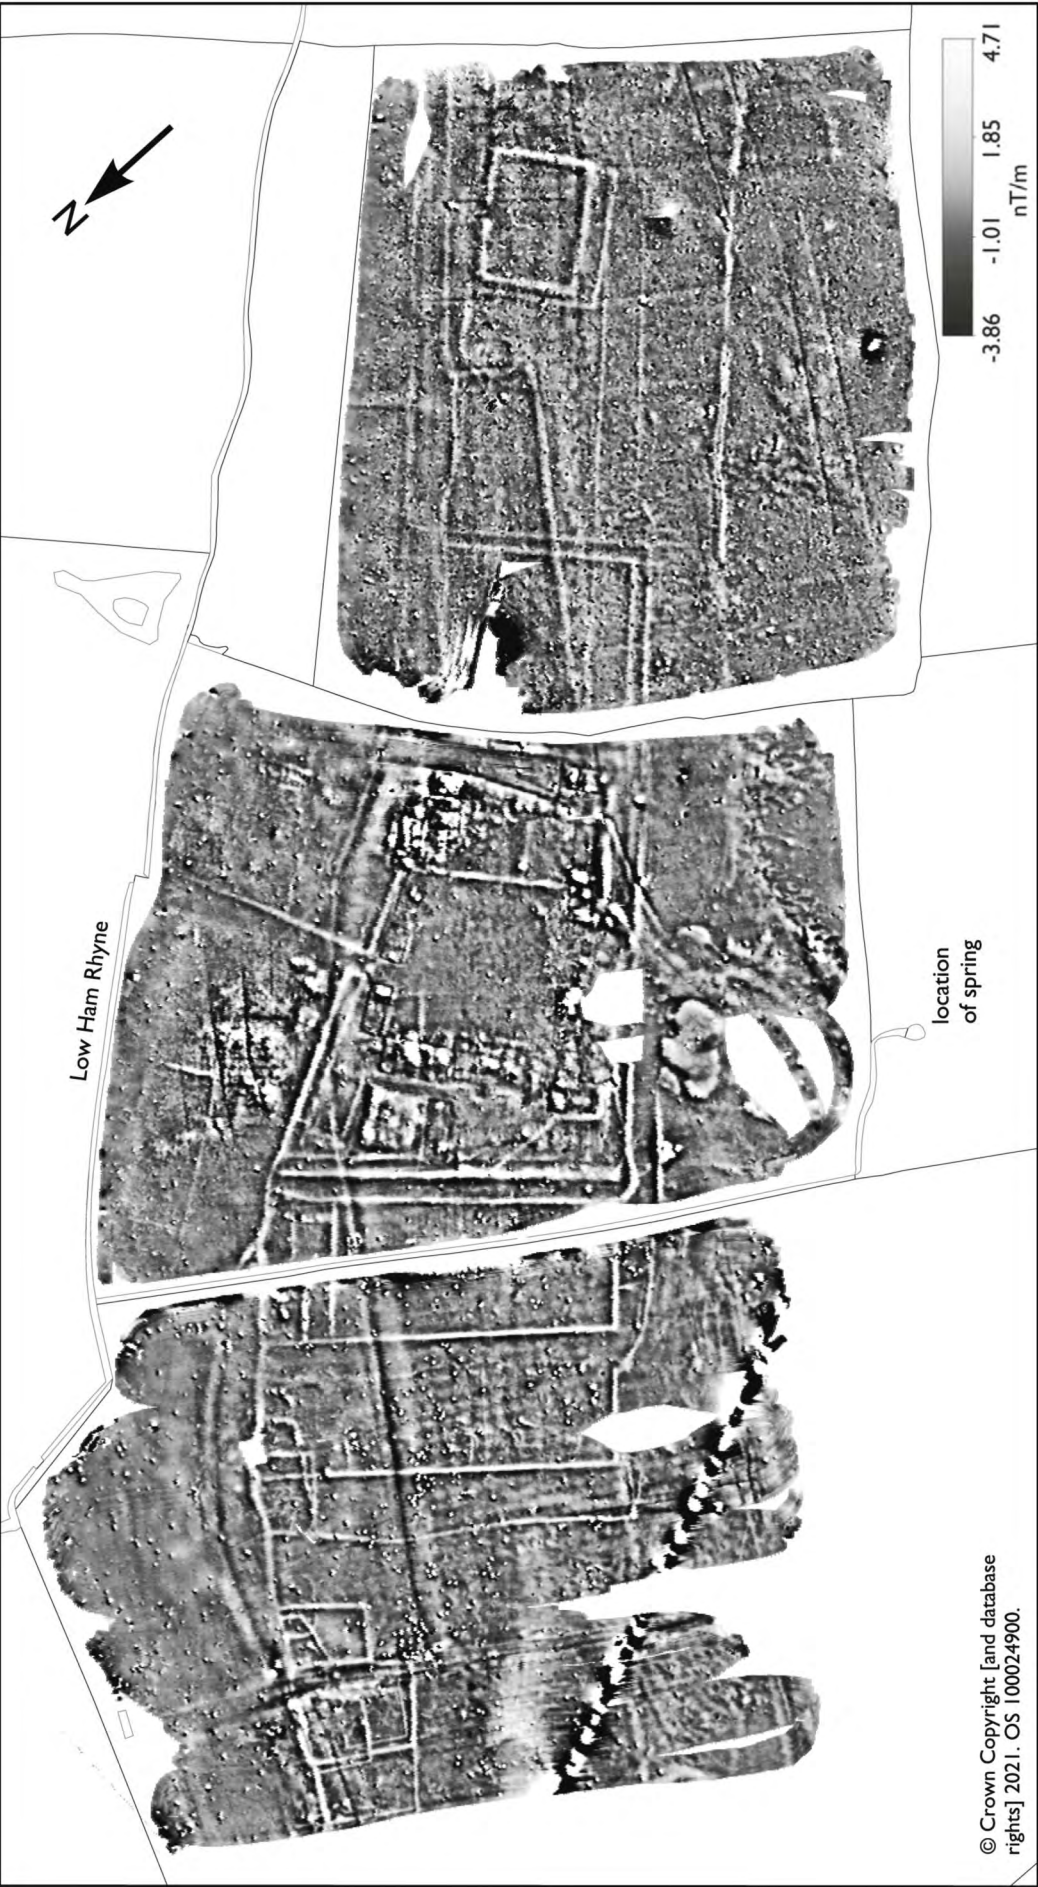 N
Low Ham Rhyne
location
of spring
-3.86 -1.01 1.85 4.71
nT/m
© Crown Copyright [and database
rights] 2021. OS 100024900.